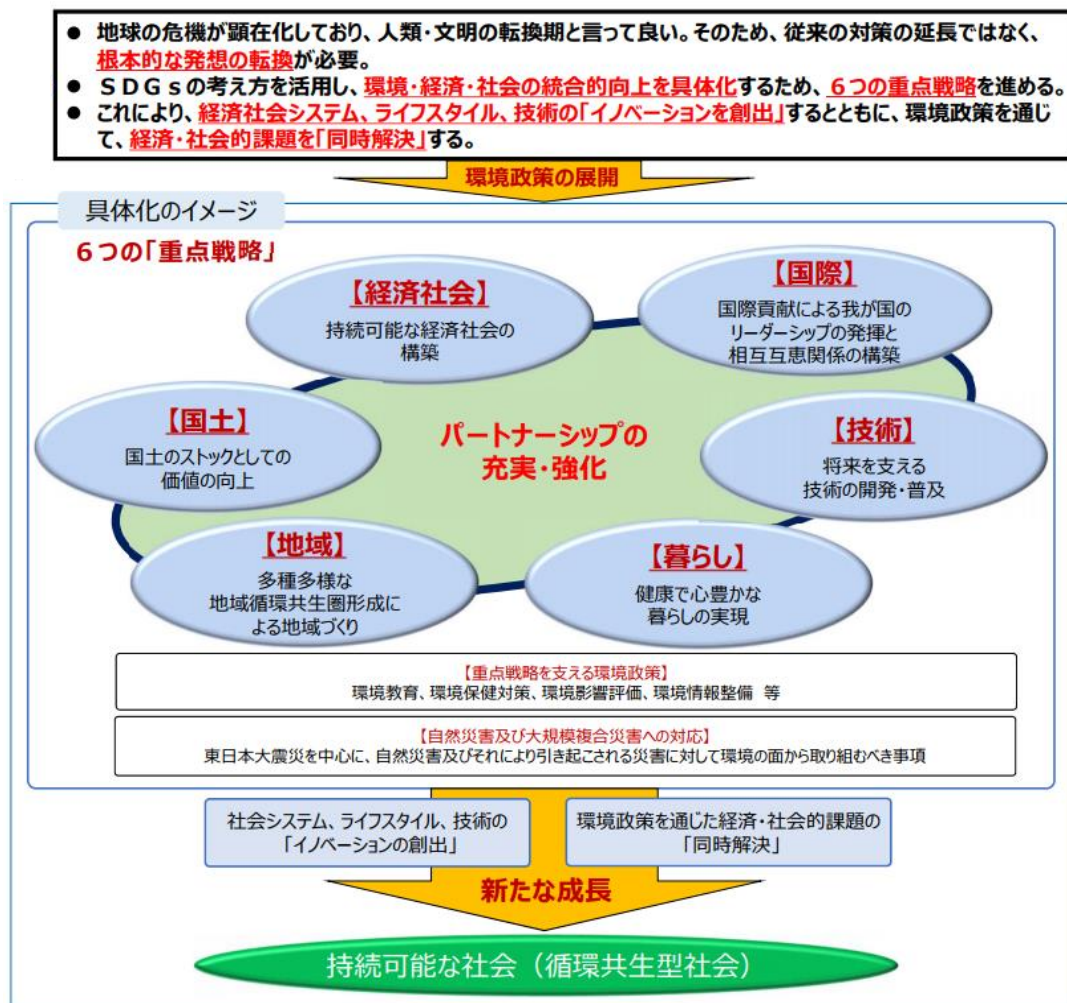 ● 地球の危機が顕在化しており、人類・文明の転換期と言って良い。そのため、従来の対策の延長ではなく、
根本的な発想の転換が必要。
● ＳＤＧｓの考え方を活用し、環境・経済・社会の統合的向上を具体化するため、６つの重点戦略を進める。
● これにより、経済社会システム、ライフスタイル、技術の「イノベーションを創出」するとともに、環境政策を通じ
て、経済・社会的課題を「同時解決」する。
環境政策の展開
具体化のイメージ
６つの「重点戦略」
【経済社会】
持続可能な経済社会の
構築
【国際】
国際貢献による我が国の
リーダーシップの発揮と
相互互恵関係の構築
【国土】
国土のストックとしての
価値の向上
パートナーシップの
充実・強化
【技術】
将来を支える
技術の開発・普及
【地域】
多種多様な
地域循環共生圏形成に
よる地域づくり
【暮らし】
健康で心豊かな
暮らしの実現
【重点戦略を支える環境政策】
環境教育、環境保健対策、環境影響評価、環境情報整備 等
【自然災害及び大規模複合災害への対応】
東日本大震災を中心に、自然災害及びそれにより引き起こされる災害に対して環境の面から取り組むべき事項
社会システム、ライフスタイル、技術の
「イノベーションの創出」
環境政策を通じた経済・社会的課題の
「同時解決」
新たな成長
持続可能な社会（循環共生型社会）